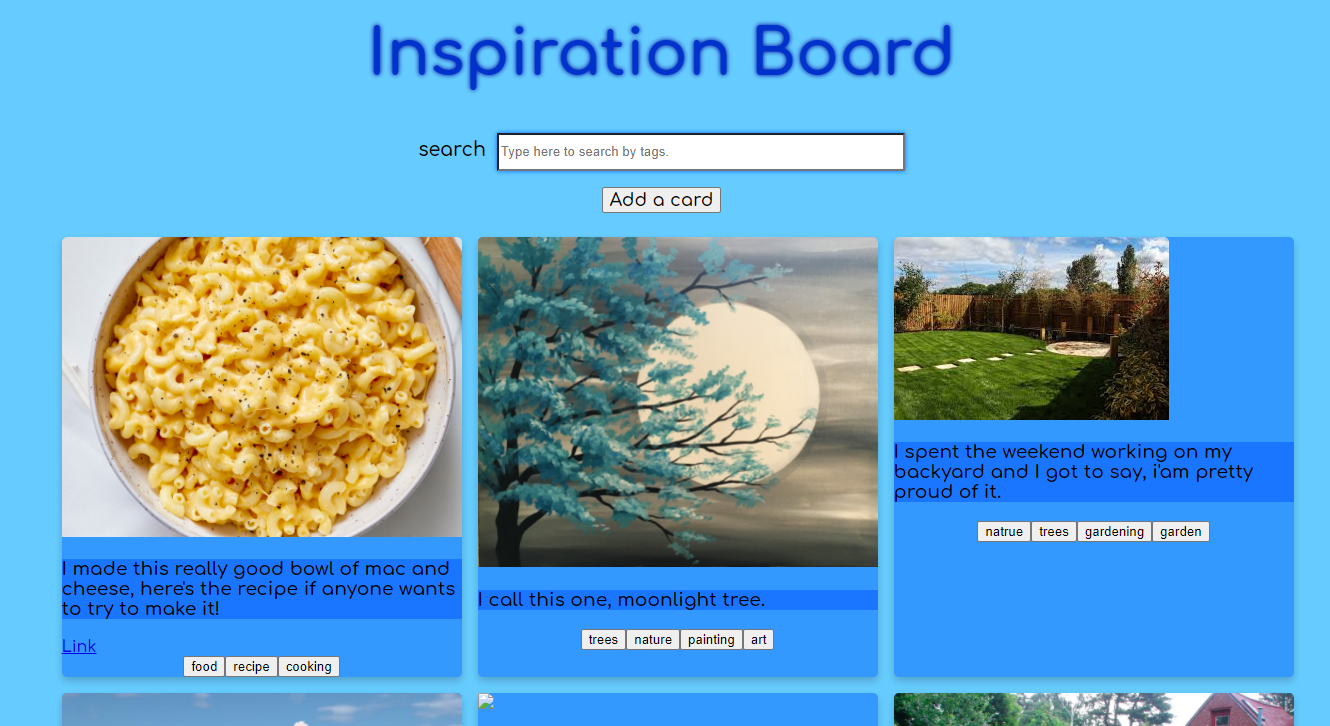 Inspiration Board
search Type here to search by tags.
Add a card
I made this really good bowl of mac and
cheese, here's the recipe if anyone wants
to try to make it!
Link
food recipe cooking
I call this one, moonlight tree.
trees nature painting art
I spent the weekend working on my
backyard and I got to say, i'am pretty
proud of it.
natrue trees gardening garden